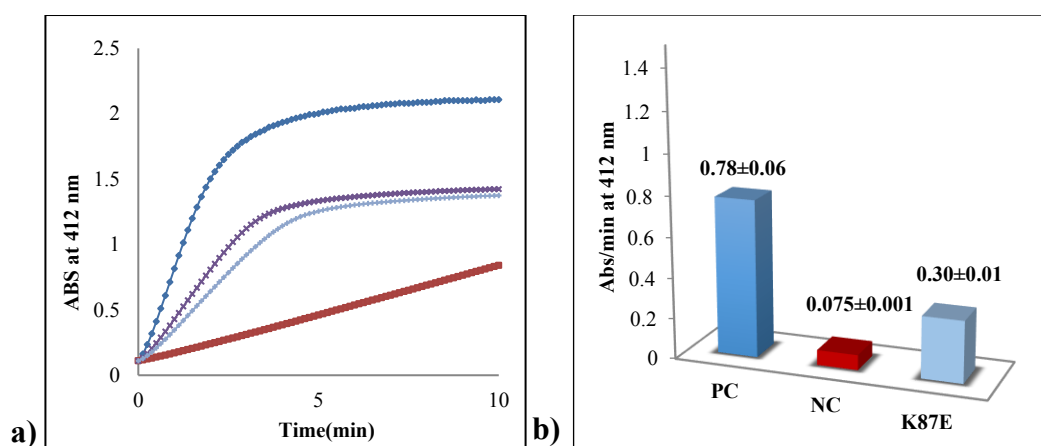 2.5
2
1.5
1
0.5
0
0
5
10
ABS at 412 nm
Time(min)
a)
1.4
1.2
1
0.8
0.6
0.4
0.2
0
Abs/min at 412 nm
0.78±0.06
0.075±0.001
0.30±0.01
PC
NC
K87E
b)